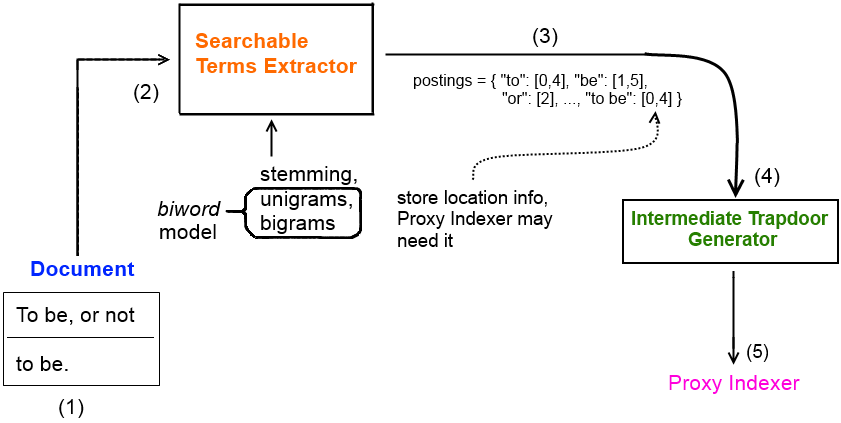 (3)
Searchable
Terms Extractor
(2)
postings = { "to": [0,4], "be": [1,5],
"or": [2], ..., "to be": [0,4] }
stemming,
unigrams,
bigrams
biword
model
store location info,
Proxy Indexer may
need it
(4)
Intermediate Trapdoor
Generator
Document
To be, or not
to be.
(1)
(5)
Proxy Indexer